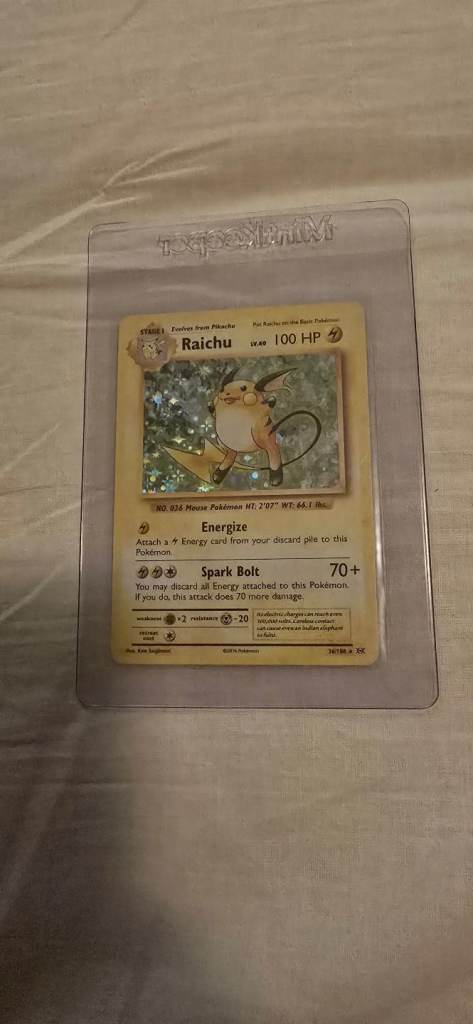 MiniKeeper
STAGE 1 Evolves from Pikachu Put Raichu on the Basic Pokémon
Raichu LV.40 100 HP
NO. 026 Mouse Pokémon HT: 2'07" WT: 66.1 lbs.
Energize
Attach a Energy card from your discard pile to this
Pokémon.
Spark Bolt 70+
You may discard all Energy attached to this Pokémon.
If you do, this attack does 70 more damage.
weakness ×2 resistance -20
retreat
cost
Its electric charges can reach even
100,000 volts. Careless contact
can cause even an Indian elephant
to faint.
Illus. Ken Sugimori ©2016 Pokémon 36/108 ★